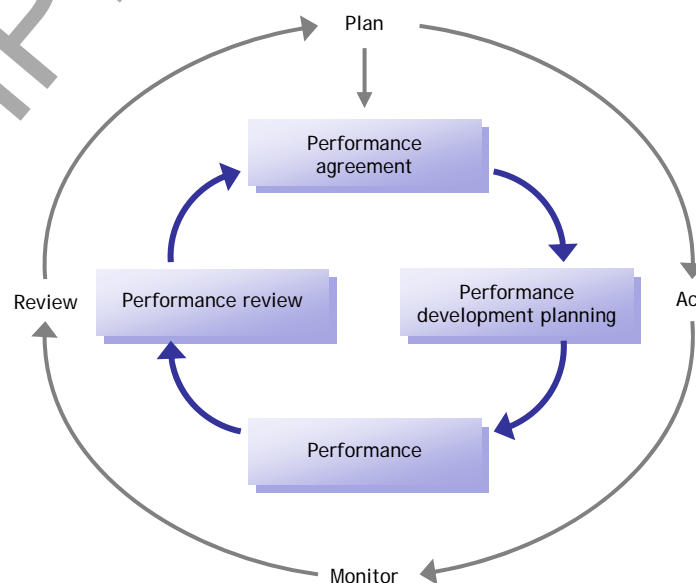 Plan
Performance
agreement
Review
Performance review
Performance
development planning
Performance
Monitor